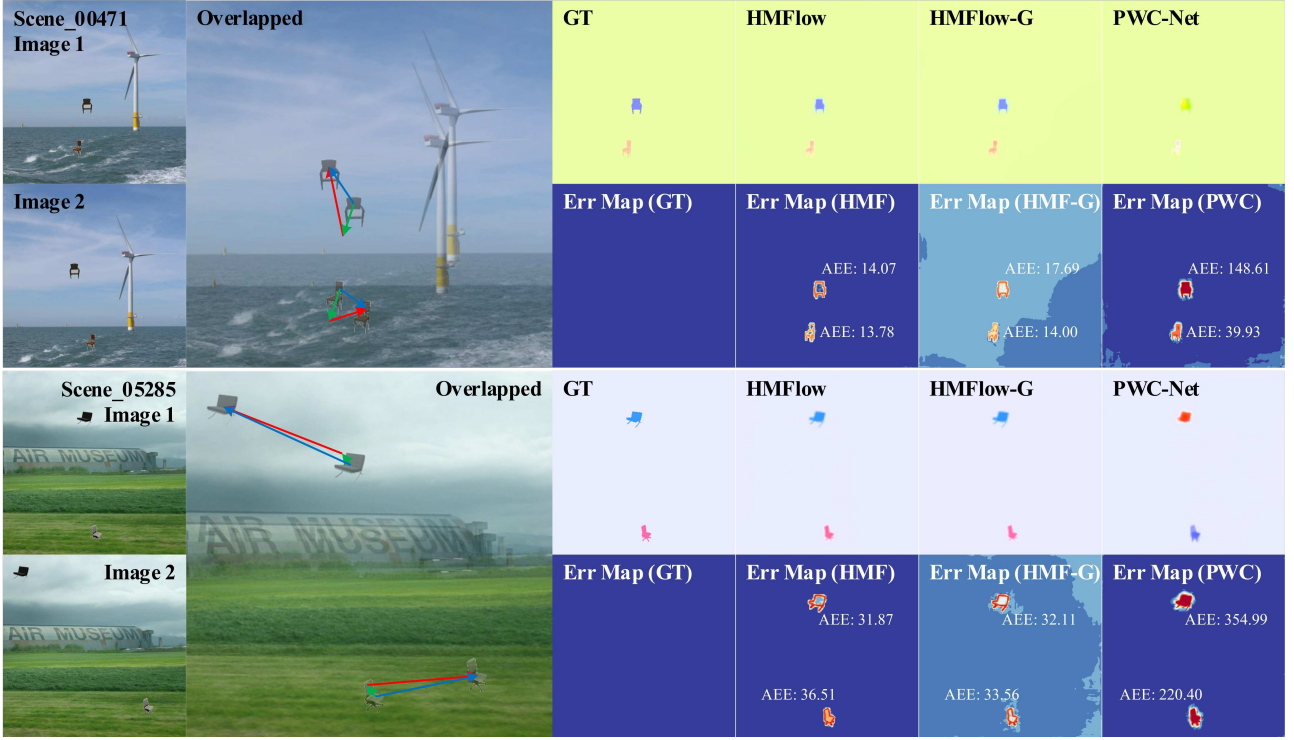 Scene_00471
Image 1
Overlapped
GT
HMFlow
HMFlow-G
PWC-Net
Image 2
Err Map (GT)
Err Map (HMF)
Err Map (HMF-G)
Err Map (PWC)
AEE: 14.07
AEE: 17.69
AEE: 148.61
AEE: 13.78
AEE: 14.00
AEE: 39.93
Scene_05285
Image 1
Overlapped
GT
HMFlow
HMFlow-G
PWC-Net
AIR MUSEUM
AIR MUSEUM
Image 2
Err Map (GT)
Err Map (HMF)
Err Map (HMF-G)
Err Map (PWC)
AEE: 31.87
AEE: 32.11
AEE: 354.99
AIR MUSEUM
AEE: 36.51
AEE: 33.56
AEE: 220.40